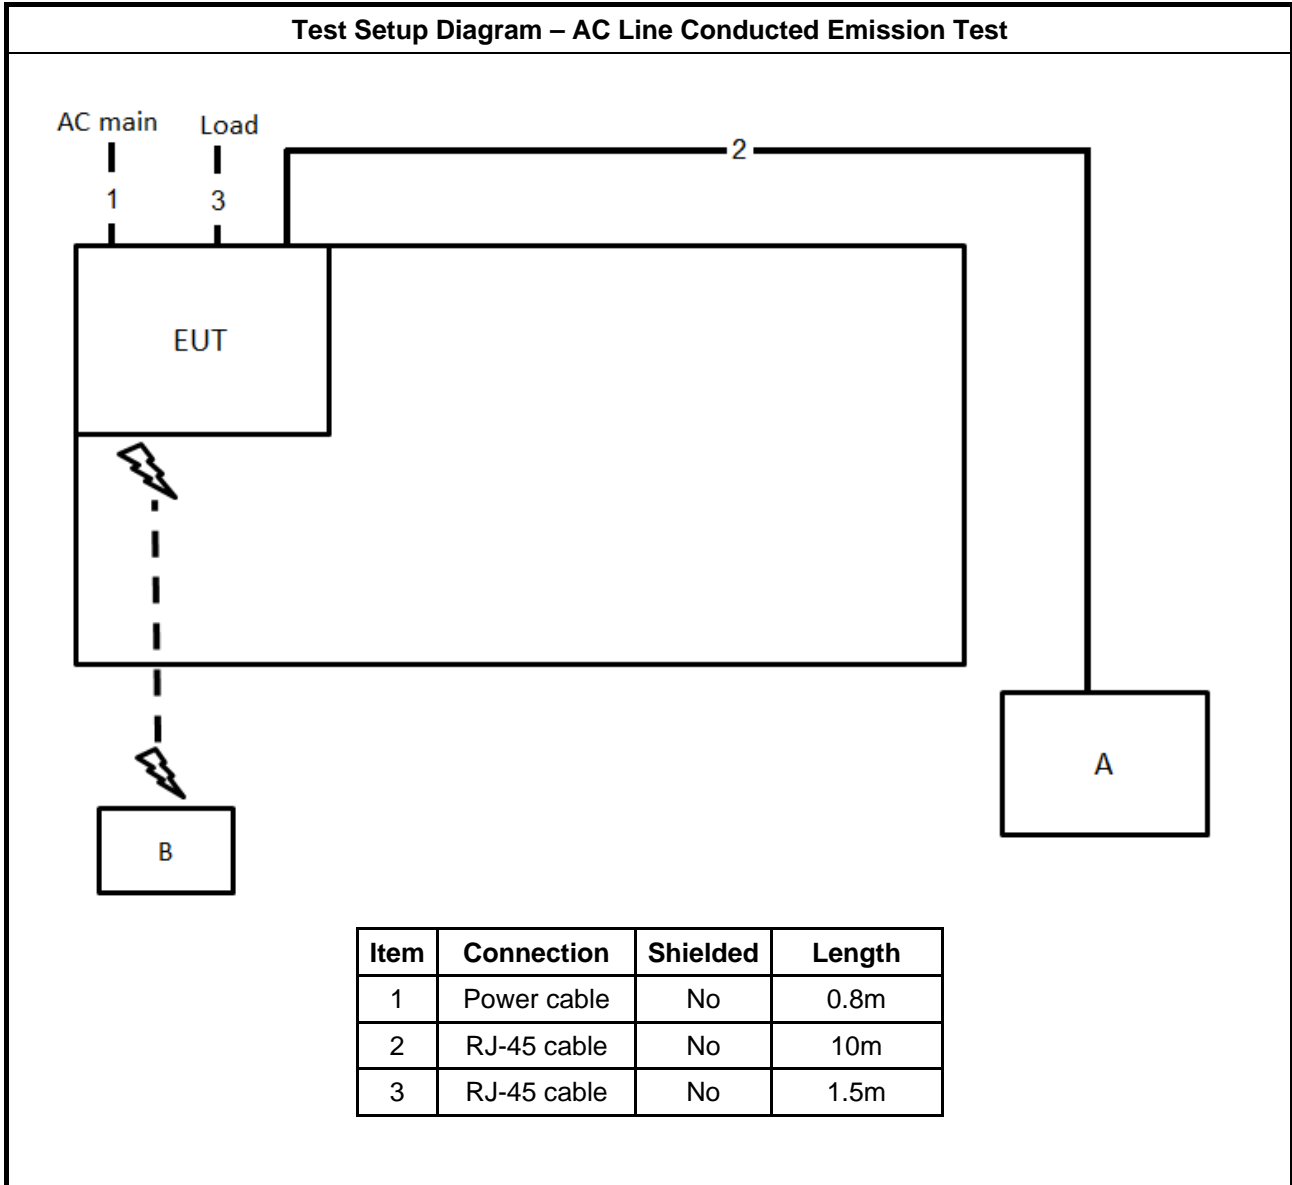 Test Setup Diagram – AC Line Conducted Emission Test
AC main Load
2
1 3
EUT
A
B
Item Connection Shielded Length
1 Power cable No 0.8m
2 RJ-45 cable No 10m
3 RJ-45 cable No 1.5m